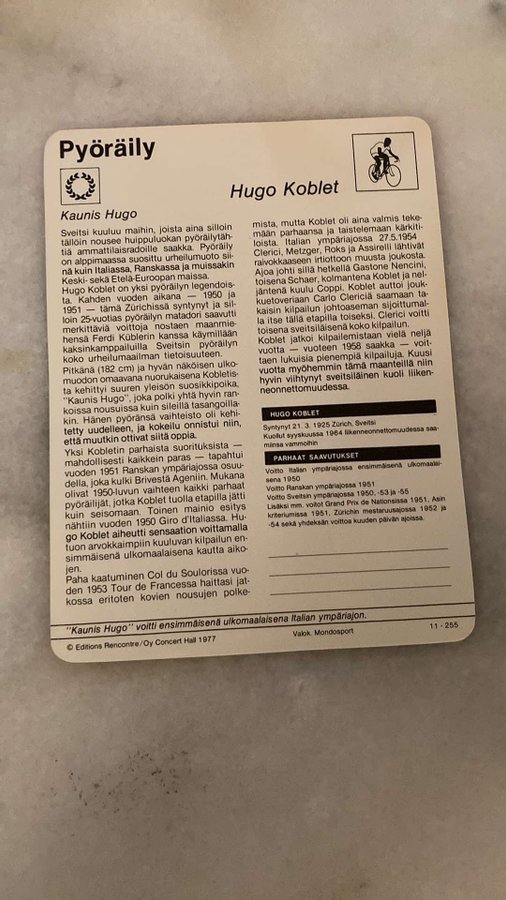 Pyöräily
Hugo Koblet
Kaunis Hugo
Sveitsi kuuluu maihin, joista aina silloin
tällöin nousee huippuluokan pyöräilytäh-
tiä ammattilaisradoille saakka. Pyöräily
on alppimaassa suosittu urheilumuoto sii-
nä kuin Italiassa, Ranskassa ja muissakin
Keski- sekä Etelä-Euroopan maissa.
Hugo Koblet on yksi pyöräilyn legendois-
ta. Kahden vuoden aikana — 1950 ja
1951 — tämä Zürichissä syntynyt ja sil-
loin 25-vuotias pyöräilyn matadori saavutti
merkittäviä voittoja nostaen maanmie-
hensä Ferdi Küblerin kanssa käymillään
kaksinkamppailuilla Sveitsin pyöräilyn
koko urheilumaailman tietoisuuteen.
Pitkänä (182 cm) ja hyvän näköisen ulko-
muodon omaavana nuorukaisena Kobletis-
ta kehittyi suuren yleisön suosikkipoika,
"Kaunis Hugo", joka polki yhtä hyvin ran-
koissa nousuissa kuin sileillä tasangoilla-
kin. Hänen pyöränsä vaihteisto oli kehi-
tetty uudelleen, ja kokeilu onnistui niin,
että muutkin ottivat siitä oppia.
Yksi Kobletin parhaista suorituksista —
mahdollisesti kaikkein paras — tapahtui
vuoden 1951 Ranskan ympäriajossa osuu-
della, joka kulki Brivestä Ageniin. Mukana
olivat 1950-luvun vaiheen kaikki parhaat
pyöräilijät, jotka Koblet tuolla etapilla jätti
kuin seisomaan. Toinen mainio esitys
nähtiin vuoden 1950 Giro d'Italiassa. Hu-
go Koblet aiheutti sensaation voittamalla
tuon arvokkaimpiin kuuluvan kilpailun en-
simmäisenä ulkomaalaisena kautta aiko-
jen.
Paha kaatuminen Col du Soulorissa vuo-
den 1953 Tour de Francessa haittasi jat-
kossa eritoten kovien nousujen polke-
mista, mutta Koblet oli aina valmis teke-
mään parhaansa ja taistelemaan kärkiti-
loista. Italian ympäriajossa 27.5.1954
Clerici, Metzger, Roks ja Assirelli lähtivät
raivokkaaseen irtiottoon muusta joukosta.
Ajoa johti sillä hetkellä Gastone Nencini,
toisena Schaer, kolmantena Koblet ja nel-
jäntenä kuulu Coppi. Koblet auttoi jouk-
kuetoveriaan Carlo Clericiä saamaan ta-
kaisin kilpailun johtoaseman sijoittumal-
la itse tällä etapilla toiseksi. Clerici voitti
toisena sveitsiläisenä koko kilpailun.
Koblet jatkoi kilpailemistaan vielä neljä
vuotta — vuoteen 1958 saakka — voit-
taen lukuisia pienempiä kilpailuja. Kuusi
vuotta myöhemmin tämä maanteillä niin
hyvin viihtynyt sveitsiläinen kuoli liiken-
neonnettomuudessa.
HUGO KOBLET
Syntynyt 21. 3. 1925 Zürich, Sveitsi
Kuollut syyskuussa 1964 liikenneonnettomuudessa saa-
miinsa vammoihin
PARHAAT SAAVUTUKSET
Voitto Italian ympäriajossa ensimmäisenä ulkomaalai-
sena 1950
Voitto Ranskan ympäriajossa 1951
Voitto Sveitsin ympäriajossa 1950, -53 ja -55
Lisäksi mm. voitot Grand Prix de Nationsissa 1951, Asin
kriteriumissa 1951, Zürichin mestaruusajossa 1952 ja
-54 sekä yhdeksän voittoa kuuden päivän ajoissa.
"Kaunis Hugo" voitti ensimmäisenä ulkomaalaisena Italian ympäriajon.
© Editions Rencontre/Oy Concert Hall 1977
Valok. Mondosport
11 - 255